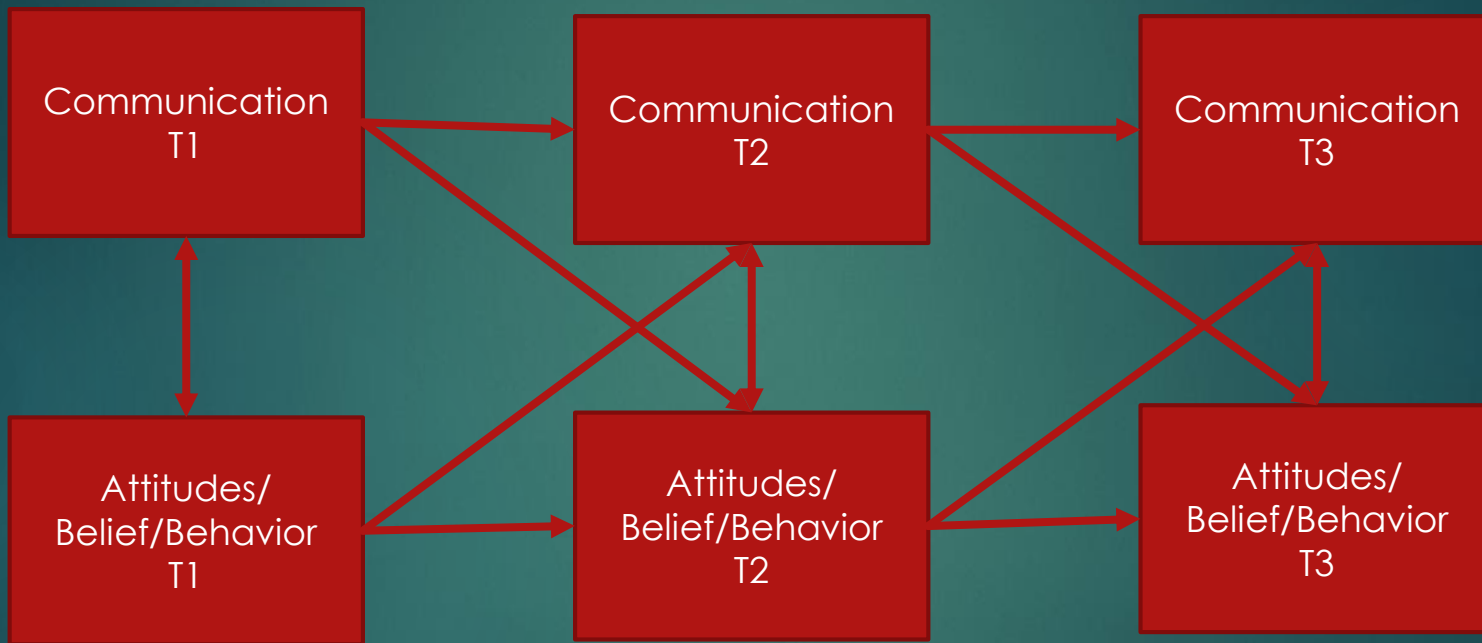 Communication
T1
Communication
T2
Communication
T3
Attitudes/
Belief/Behavior
T1
Attitudes/
Belief/Behavior
T2
Attitudes/
Belief/Behavior
T3